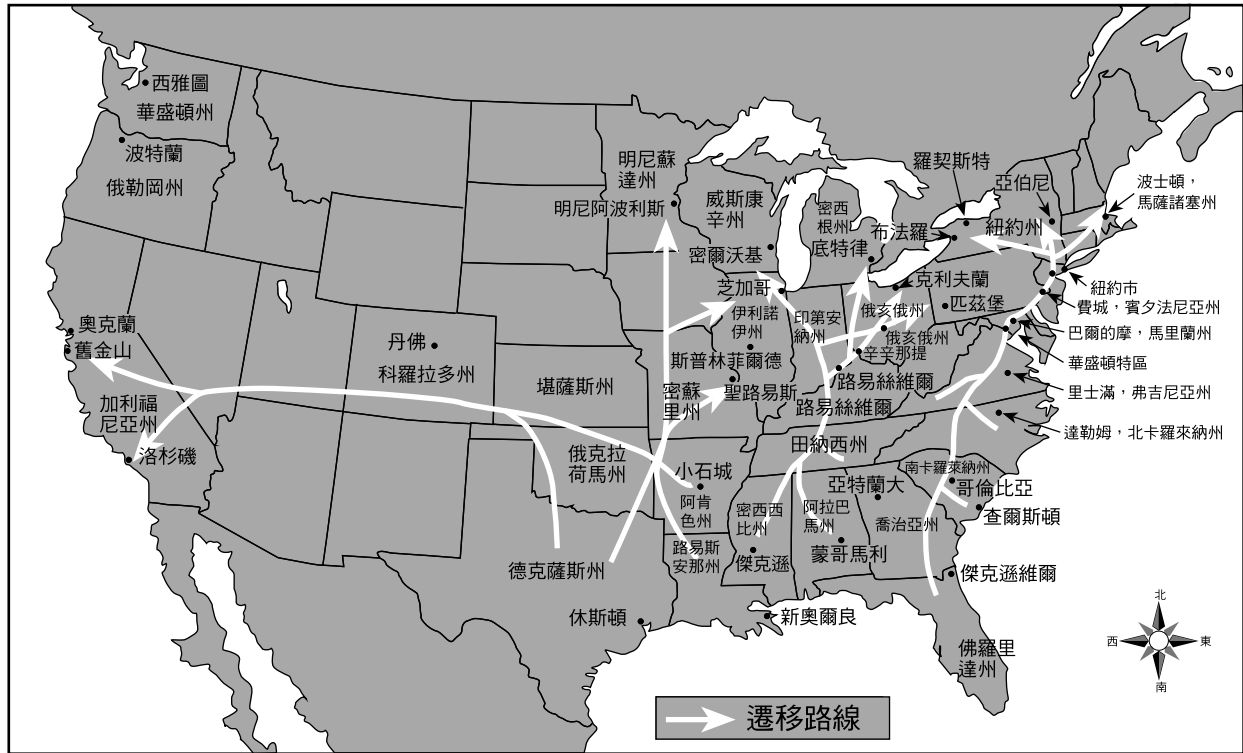 西雅圖
華盛頓州
波特蘭
俄勒岡州
奧克蘭
舊金山
加利福
尼亞州
洛杉磯
丹佛
科羅拉多州
堪薩斯州
俄克拉
荷馬州
德克薩斯州
休斯頓
明尼蘇
達州
明尼阿波利斯
威斯康
辛州
密爾沃基
芝加哥
伊利諾
伊州
斯普林菲爾德
密蘇
里州
聖路易斯
小石城
阿肯
色州
路易斯
安那州
新奧爾良
密西
根州
底特律
印第安
納州
俄亥俄州
俄亥俄州
辛辛那提
克利夫蘭
匹茲堡
路易絲維爾
路易絲維爾
田納西州
密西西
比州
傑克遜
阿拉巴
馬州
蒙哥馬利
亞特蘭大
喬治亞州
南卡羅來納州
哥倫比亞
查爾斯頓
傑克遜維爾
佛羅里
達州
羅契斯特
亞伯尼
布法羅
紐約州
波士頓，
馬薩諸塞州
紐約市
費城，賓夕法尼亞州
巴爾的摩，馬里蘭州
華盛頓特區
里士滿，弗吉尼亞州
達勒姆，北卡羅來納州
北
西
東
南
遷移路線